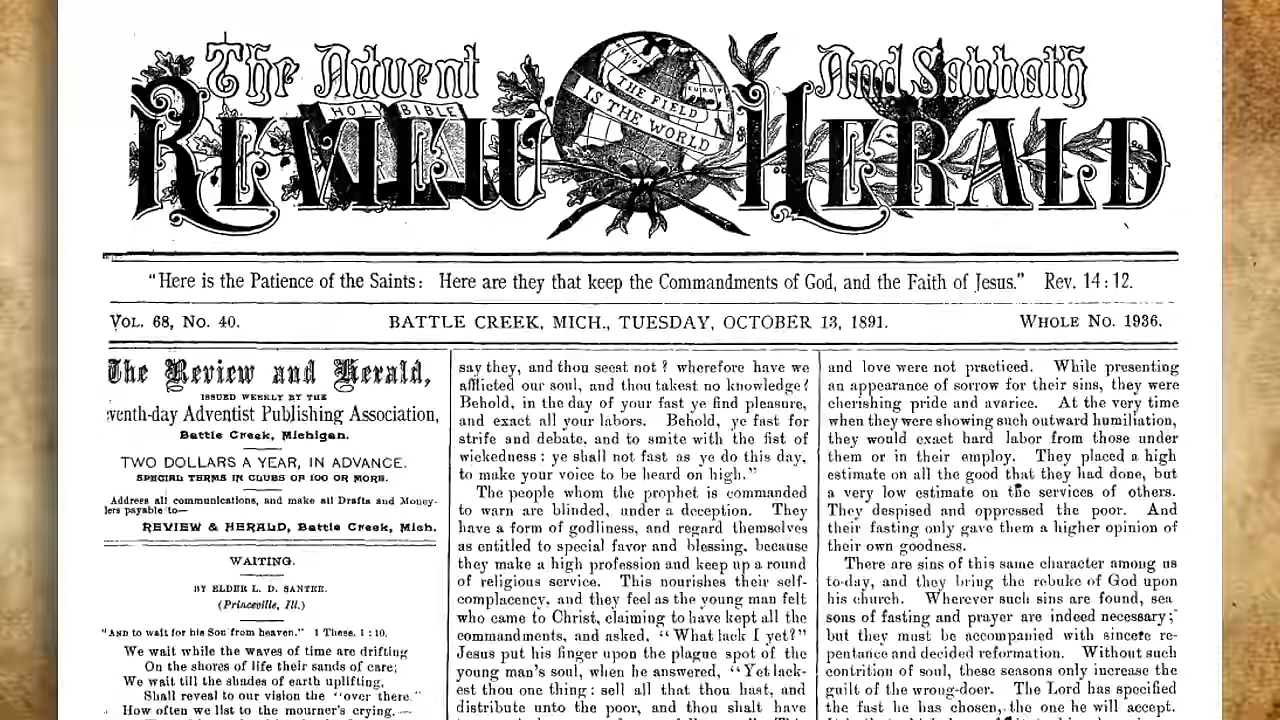 The Advent And Sabbath
HOLY BIBLE
EUROPE
THE FIELD
IS THE WORLD
REVIEW HERALD
"Here is the Patience of the Saints: Here are they that keep the Commandments of God, and the Faith of Jesus." Rev. 14:12.
VOL. 68, No. 40. BATTLE CREEK, MICH., TUESDAY, OCTOBER 13, 1891. WHOLE No. 1936.
The Review and Herald,
ISSUED WEEKLY BY THE
venth-day Adventist Publishing Association,
Battle Creek, Michigan.
TWO DOLLARS A YEAR, IN ADVANCE.
SPECIAL TERMS IN CLUBS OF 100 OR MORE.
Address all communications, and make all Drafts and Money-
lers payable to—
REVIEW & HERALD, Battle Creek, Mich.
WAITING.
BY ELDER L. D. SANTEE.
(Princeville, Ill.)
"AND to wait for his Son from heaven." 1 Thess. 1:10.
We wait while the waves of time are drifting
On the shores of life their sands of care;
We wait till the shades of earth uplifting,
Shall reveal to our vision the "over there."
How often we list to the mourner's crying,—
say they, and thou seest not? wherefore have we
afflicted our soul, and thou takest no knowledge?
Behold, in the day of your fast ye find pleasure,
and exact all your labors. Behold, ye fast for
strife and debate, and to smite with the fist of
wickedness: ye shall not fast as ye do this day,
to make your voice to be heard on high."
The people whom the prophet is commanded
to warn are blinded, under a deception. They
have a form of godliness, and regard themselves
as entitled to special favor and blessing, because
they make a high profession and keep up a round
of religious service. This nourishes their self-
complacency, and they feel as the young man felt
who came to Christ, claiming to have kept all the
commandments, and asked, "What lack I yet?"
Jesus put his finger upon the plague spot of the
young man's soul, when he answered, "Yet lack-
est thou one thing: sell all that thou hast, and
distribute unto the poor, and thou shalt have
and love were not practiced. While presenting
an appearance of sorrow for their sins, they were
cherishing pride and avarice. At the very time
when they were showing such outward humiliation,
they would exact hard labor from those under
them or in their employ. They placed a high
estimate on all the good that they had done, but
a very low estimate on the services of others.
They despised and oppressed the poor. And
their fasting only gave them a higher opinion of
their own goodness.
There are sins of this same character among us
to-day, and they bring the rebuke of God upon
his church. Wherever such sins are found, sea
sons of fasting and prayer are indeed necessary;
but they must be accompanied with sincere re-
pentance and decided reformation. Without such
contrition of soul, these seasons only increase the
guilt of the wrong-doer. The Lord has specified
the fast he has chosen, the one he will accept.